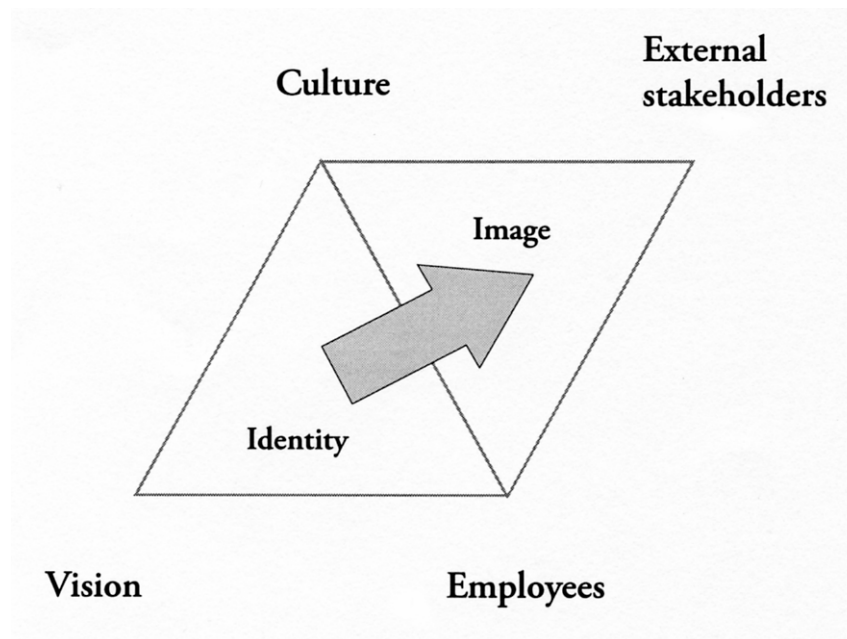 External
stakeholders
Culture
Image
Identity
Vision
Employees